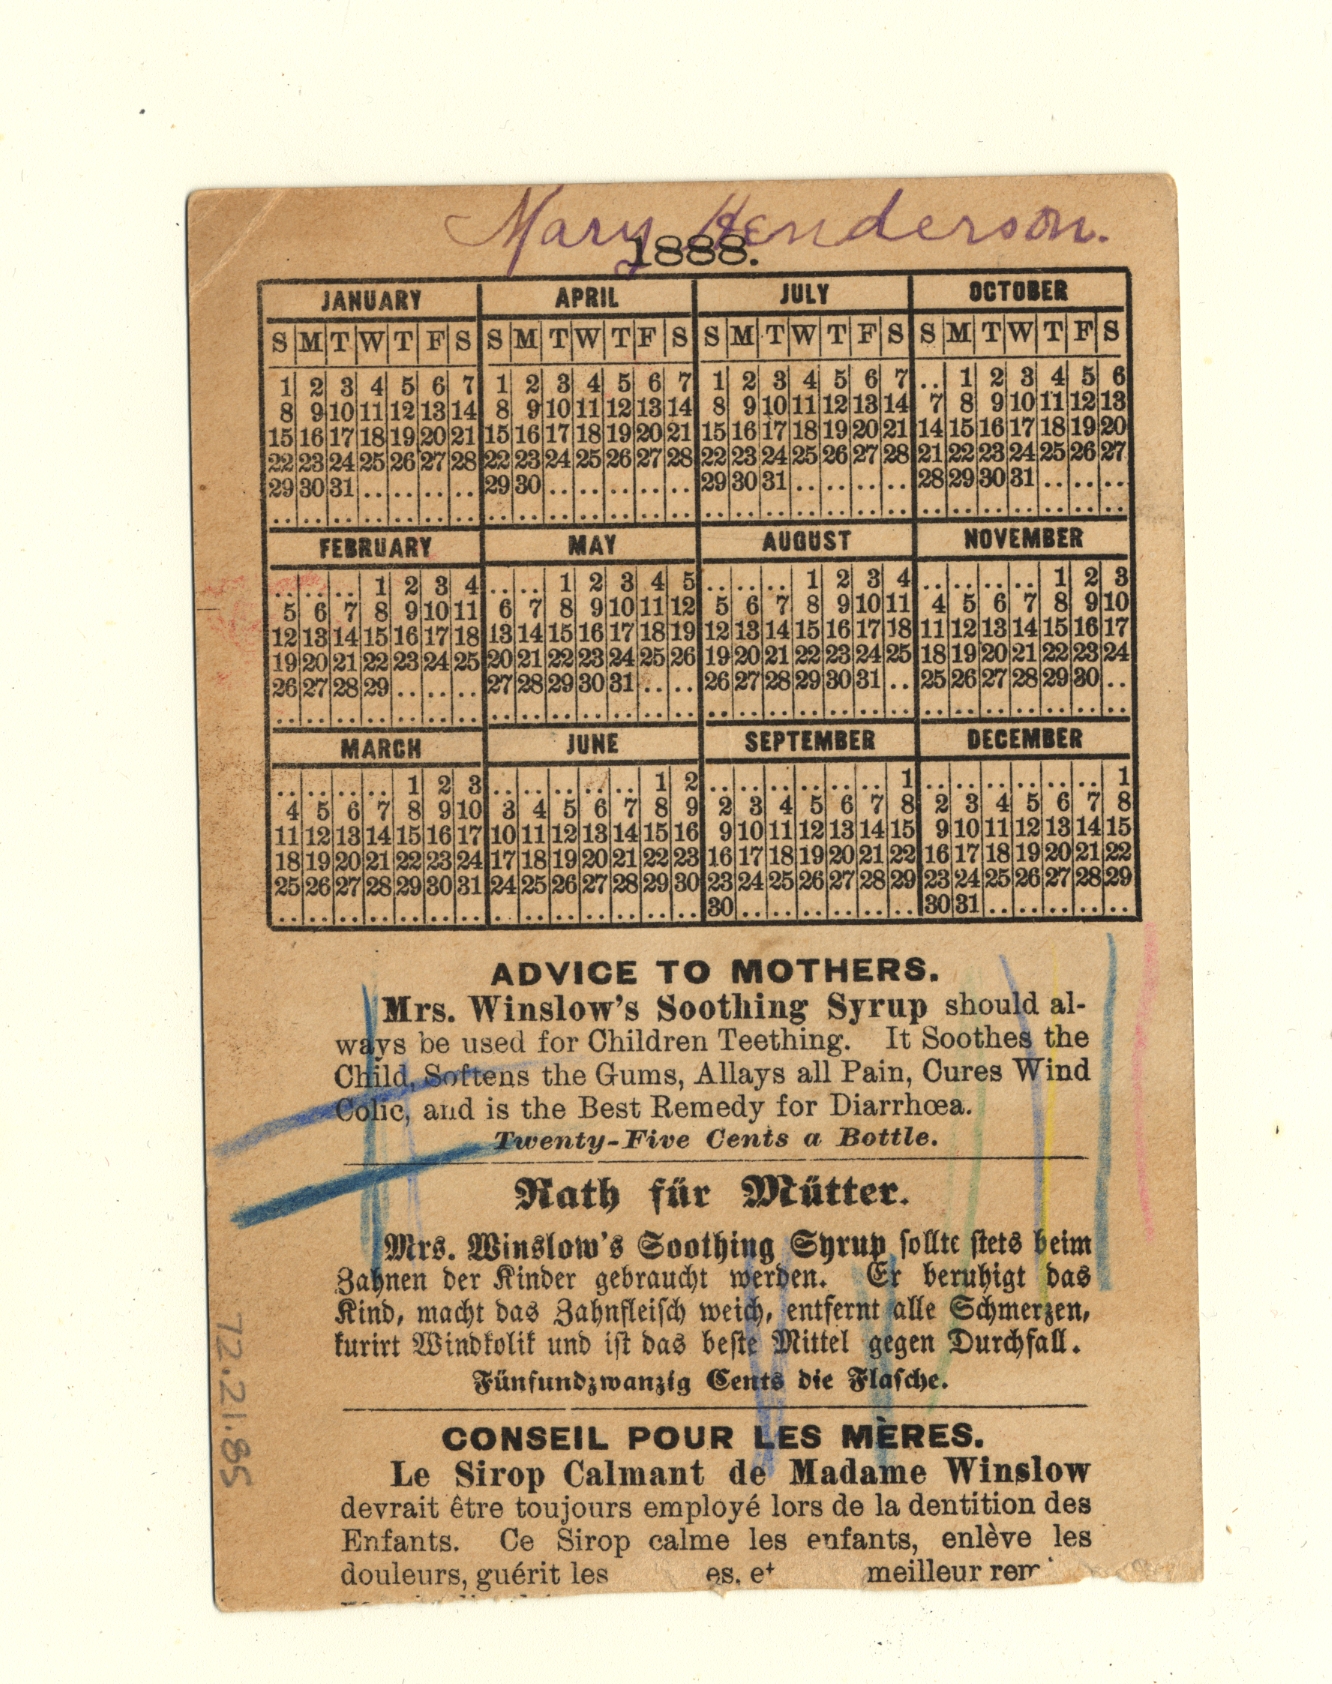 Mary Henderson.
1888.
JANUARY APRIL JULY OCTOBER
S M T W T F S S M T W T F S S M T W T F S S M T W T F S
1 2 3 4 5 6 7 1 2 3 4 5 6 7 1 2 3 4 5 6 7 .. 1 2 3 4 5 6
8 9 10 11 12 13 14 8 9 10 11 12 13 14 8 9 10 11 12 13 14 7 8 9 10 11 12 13
15 16 17 18 19 20 21 15 16 17 18 19 20 21 15 16 17 18 19 20 21 14 15 16 17 18 19 20
22 23 24 25 26 27 28 22 23 24 25 26 27 28 22 23 24 25 26 27 28 21 22 23 24 25 26 27
29 30 31 .. .. .. .. 29 30 .. .. .. .. .. 29 30 31 .. .. .. .. 28 29 30 31 .. .. ..
.. .. .. .. .. .. .. .. .. .. .. .. .. .. .. .. .. .. .. .. .. .. .. .. .. .. .. ..
FEBRUARY MAY AUGUST NOVEMBER
.. .. .. 1 2 3 4 .. .. 1 2 3 4 5 .. .. .. 1 2 3 4 .. .. .. .. 1 2 3
5 6 7 8 9 10 11 6 7 8 9 10 11 12 5 6 7 8 9 10 11 4 5 6 7 8 9 10
12 13 14 15 16 17 18 13 14 15 16 17 18 19 12 13 14 15 16 17 18 11 12 13 14 15 16 17
19 20 21 22 23 24 25 20 21 22 23 24 25 26 19 20 21 22 23 24 25 18 19 20 21 22 23 24
26 27 28 29 .. .. .. 27 28 29 30 31 .. .. 26 27 28 29 30 31 .. 25 26 27 28 29 30 ..
.. .. .. .. .. .. .. .. .. .. .. .. .. .. .. .. .. .. .. .. .. .. .. .. .. .. .. ..
MARCH JUNE SEPTEMBER DECEMBER
.. .. .. .. 1 2 3 .. .. .. .. .. 1 2 .. .. .. .. .. .. 1 .. .. .. .. .. .. 1
4 5 6 7 8 9 10 3 4 5 6 7 8 9 2 3 4 5 6 7 8 2 3 4 5 6 7 8
11 12 13 14 15 16 17 10 11 12 13 14 15 16 9 10 11 12 13 14 15 9 10 11 12 13 14 15
18 19 20 21 22 23 24 17 18 19 20 21 22 23 16 17 18 19 20 21 22 16 17 18 19 20 21 22
25 26 27 28 29 30 31 24 25 26 27 28 29 30 23 24 25 26 27 28 29 23 24 25 26 27 28 29
.. .. .. .. .. .. .. .. .. .. .. .. .. .. 30 .. .. .. .. .. .. 30 31 .. .. .. .. ..
ADVICE TO MOTHERS.
Mrs. Winslow's Soothing Syrup should al-
ways be used for Children Teething. It Soothes the
Child, Softens the Gums, Allays all Pain, Cures Wind
Colic, and is the Best Remedy for Diarrhœa.
Twenty-Five Cents a Bottle.
Rath für Mütter.
Mrs. Winslow's Soothing Syrup sollte stets beim
Zahnen der Kinder gebraucht werden. Er beruhigt das
Kind, macht das Zahnfleisch weich, entfernt alle Schmerzen,
kurirt Windkolik und ist das beste Mittel gegen Durchfall.
Fünfundzwanzig Cents die Flasche.
CONSEIL POUR LES MÈRES.
Le Sirop Calmant de Madame Winslow
devrait être toujours employé lors de la dentition des
Enfants. Ce Sirop calme les enfants, enlève les
douleurs, guérit les es, et meilleur rem
72.21.85